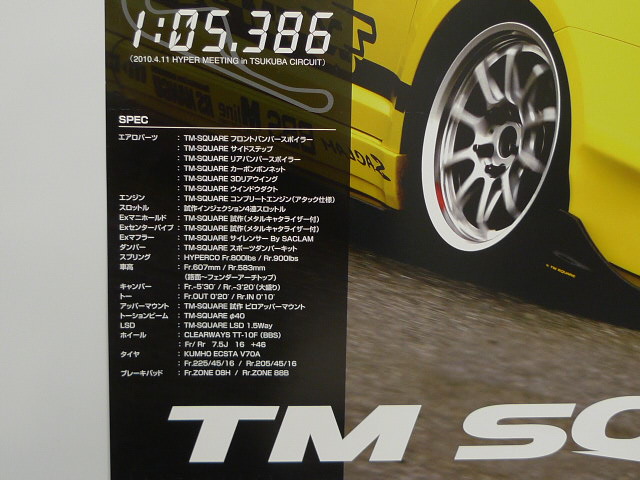 1:05.386
(2010.4.11 HYPER MEETING in TSUKUBA CIRCUIT)
SPEC
エアロパーツ : TM-SQUARE フロントバンパースポイラー
: TM-SQUARE サイドステップ
: TM-SQUARE リアバンパースポイラー
: TM-SQUARE カーボンボンネット
: TM-SQUARE 3Dリアウイング
: TM-SQUARE ウインドウダクト
エンジン : TM-SQUARE コンプリートエンジン(アタック仕様)
スロットル : 試作インジェクション4連スロットル
Exマニホールド : TM-SQUARE 試作(メタルキャタライザー付)
Exセンターパイプ : TM-SQUARE 試作(メタルキャタライザー付)
Exマフラー : TM-SQUARE サイレンサー By SACLAM
ダンパー : TM-SQUARE スポーツダンパーキット
スプリング : HYPERCO Fr.800lbs / Rr.900lbs
車高 : Fr.607mm / Rr.583mm
(路面〜フェンダーアーチトップ)
キャンバー : Fr.-5'30' / Rr.-3'20'(大盛り)
トー : Fr.OUT 0'20' / Rr.IN 0'10'
アッパーマウント : TM-SQUARE 試作 ピロアッパーマウント
トーションビーム : TM-SQUARE φ40
LSD : TM-SQUARE LSD 1.5Way
ホイール : CLEARWAYS TT-10F (BBS)
: Fr/ Rr 7.5J 16 +46
タイヤ : KUMHO ECSTA V70A
: Fr.225/45/16 / Rr.205/45/16
ブレーキパッド : Fr.ZONE 08H / Rr.ZONE 88B
SACLAM
TM SQUARE
TM SQ